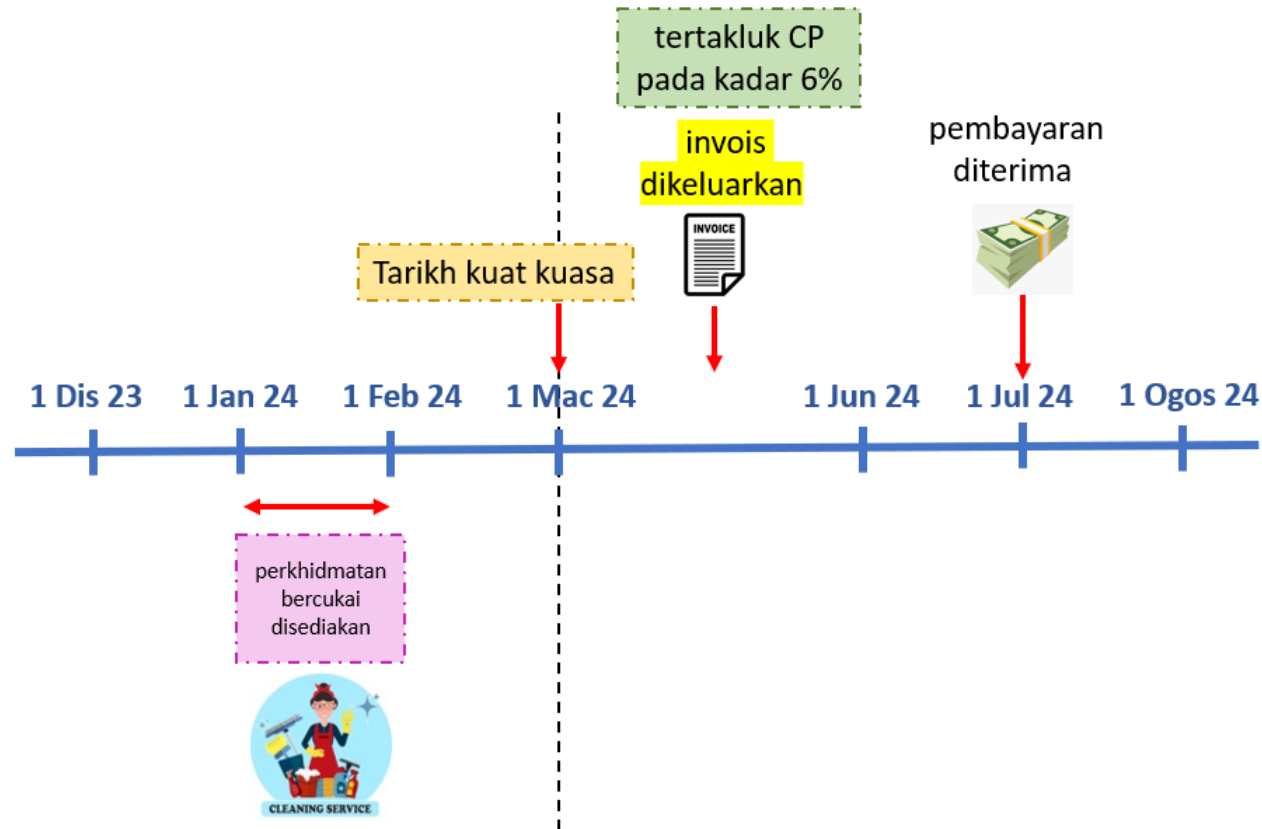 tertakluk CP
pada kadar 6%
invois
dikeluarkan
pembayaran
diterima
INVOICE
Tarikh kuat kuasa
1 Dis 23
1 Jan 24
1 Feb 24
1 Mac 24
1 Jun 24
1 Jul 24
1 Ogos 24
perkhidmatan
bercukai
disediakan
CLEANING SERVICE